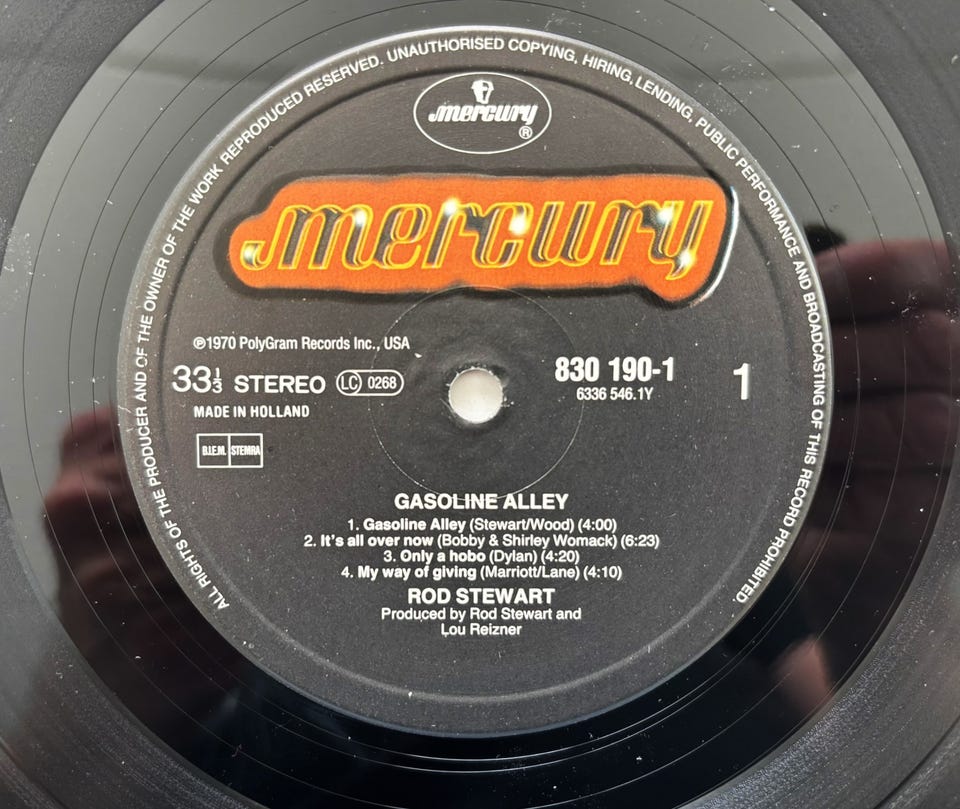 ALL RIGHTS OF THE PRODUCER AND OF THE OWNER OF THE WORK REPRODUCED RESERVED. UNAUTHORISED COPYING, HIRING, LENDING, PUBLIC PERFORMANCE AND BROADCASTING OF THIS RECORD PROHIBITED.
mercury
®
mercury
℗1970 PolyGram Records Inc., USA
33⅓ STEREO LC 0268
MADE IN HOLLAND
B.I.E.M. STEMRA
830 190-1
6336 546.1Y
1
GASOLINE ALLEY
1. Gasoline Alley (Stewart/Wood) (4:00)
2. It's all over now (Bobby & Shirley Womack) (6:23)
3. Only a hobo (Dylan) (4:20)
4. My way of giving (Marriott/Lane) (4:10)
ROD STEWART
Produced by Rod Stewart and
Lou Reizner